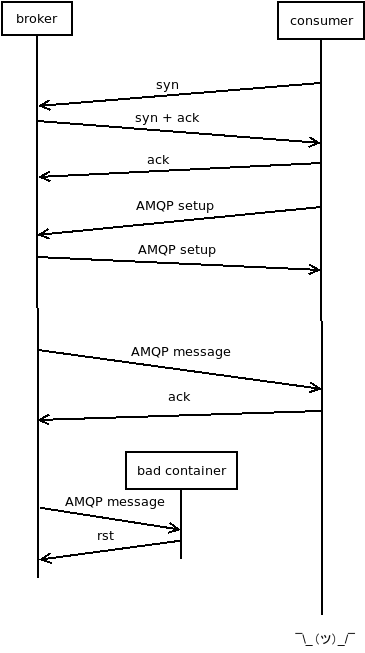 broker
consumer
syn
syn + ack
ack
AMQP setup
AMQP setup
AMQP message
ack
bad container
AMQP message
rst
¯\_(ツ)_/¯